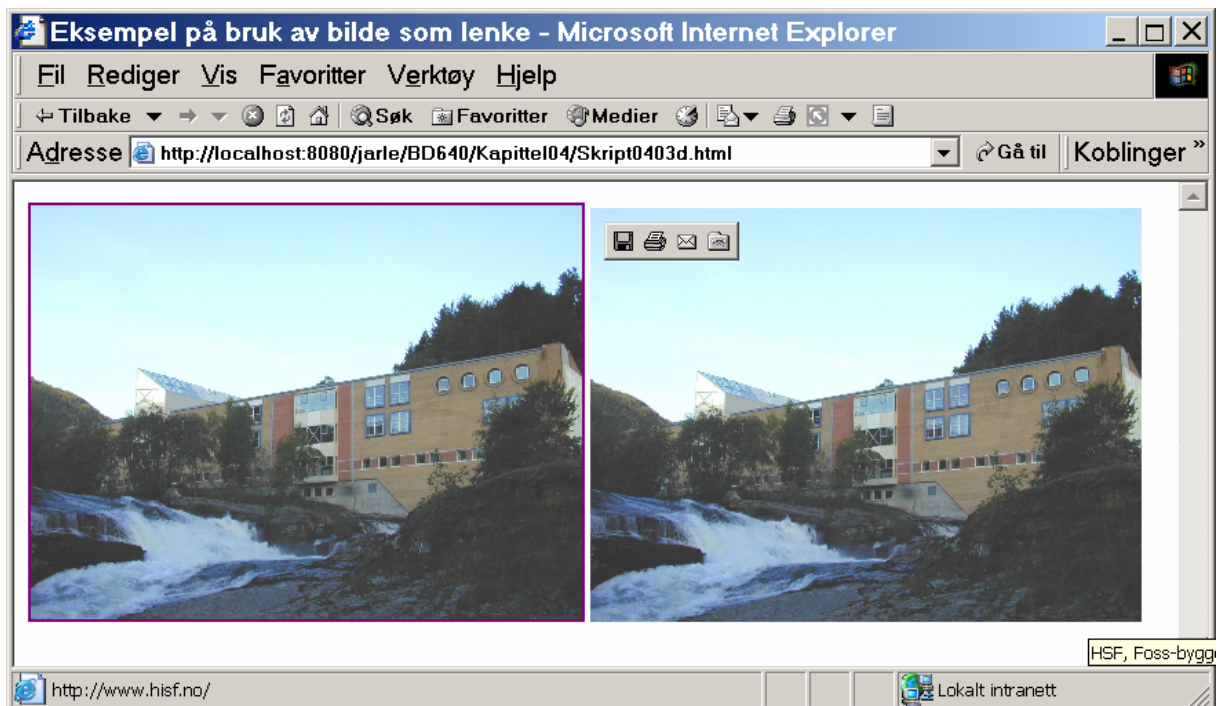 Eksempel på bruk av bilde som lenke - Microsoft Internet Explorer
Fil Rediger Vis Favoritter Verktøy Hjelp
Tilbake Søk Favoritter Medier
Adresse http://localhost:8080/jarle/BD640/Kapittel04/Skript0403d.html Gå til Koblinger »
HSF, Foss-bygge
http://www.hisf.no/ Lokalt intranett